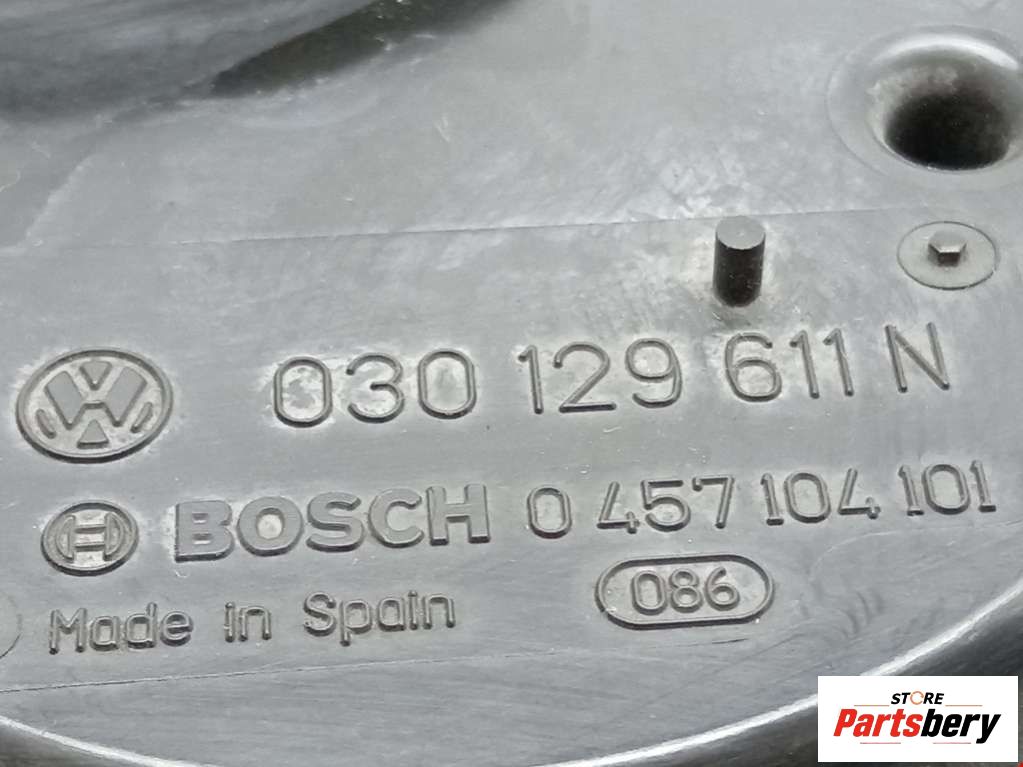 030 129 611 N
BOSCH 0 457 104 101
Made in Spain 086
STORE
Partsbery